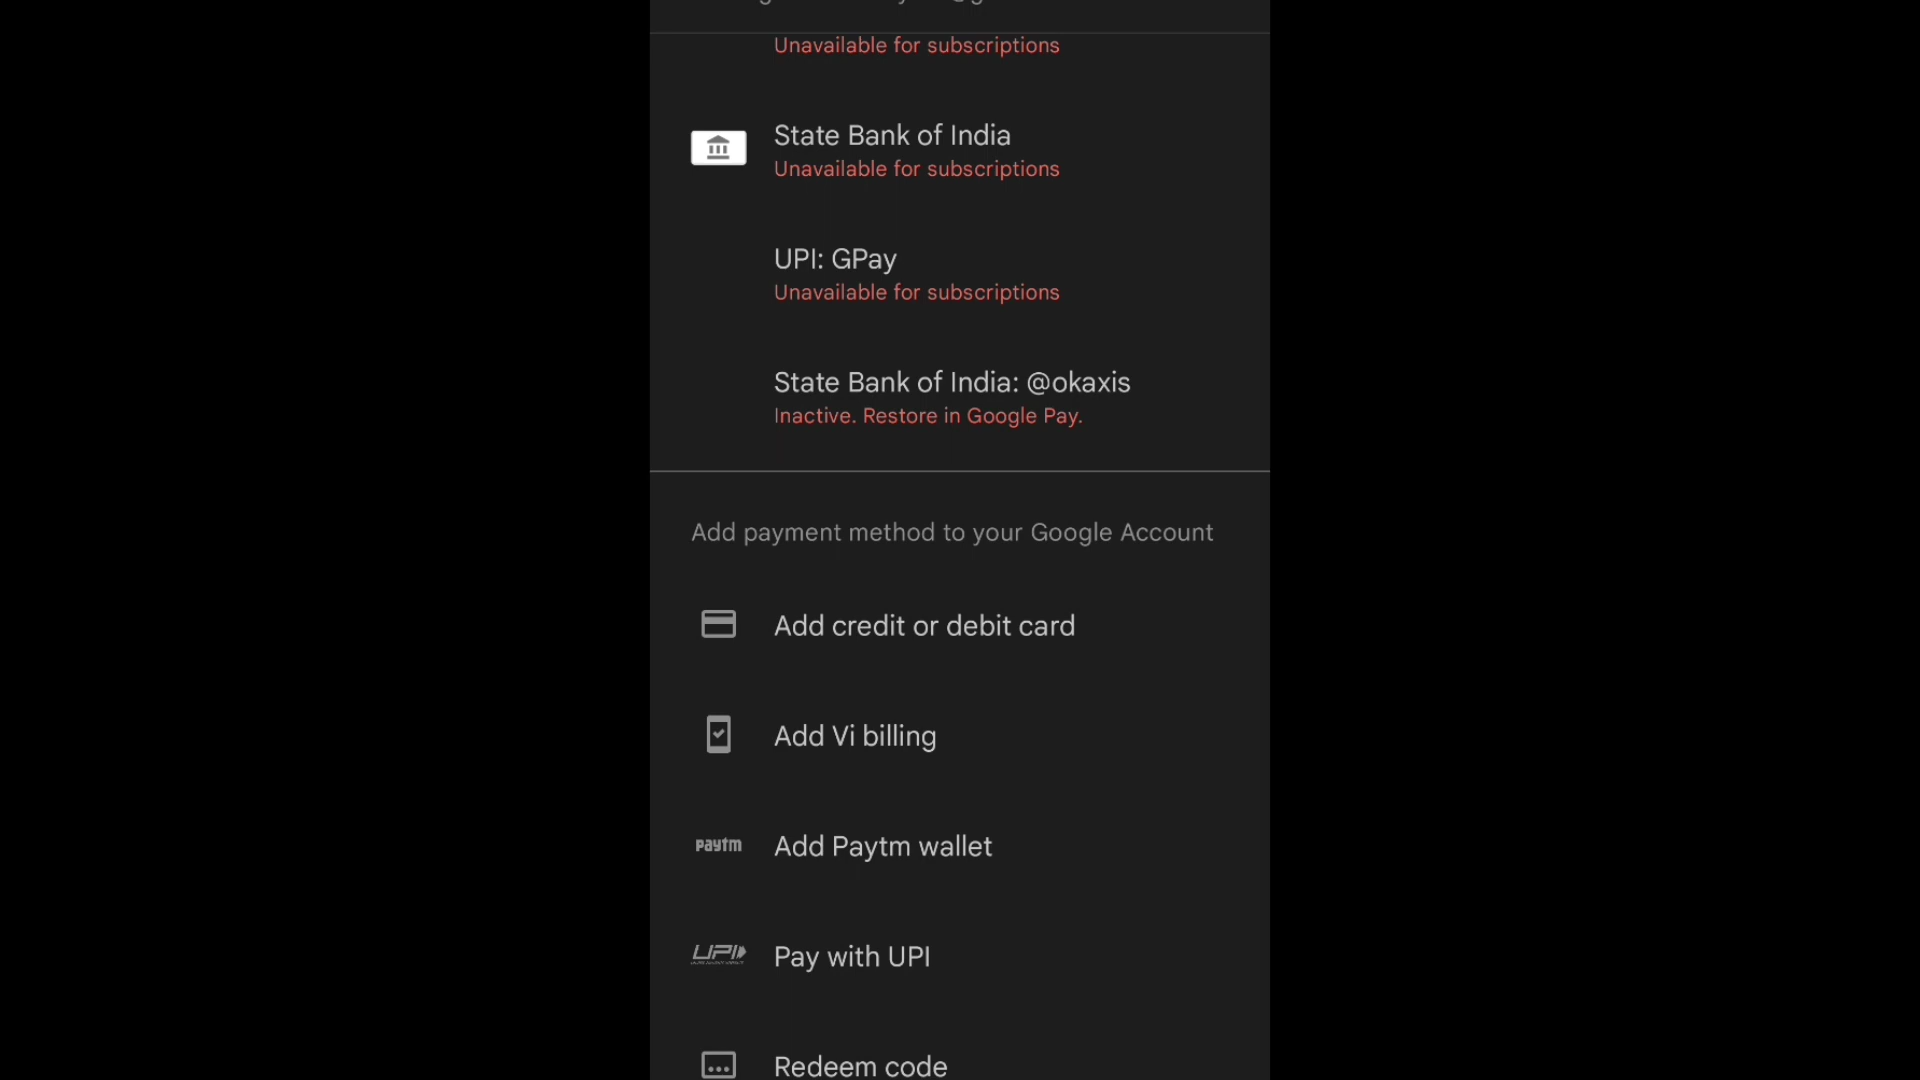 Unavailable for subscriptions
State Bank of India
Unavailable for subscriptions
UPI: GPay
Unavailable for subscriptions
State Bank of India: @okaxis
Inactive. Restore in Google Pay.
Add payment method to your Google Account
Add credit or debit card
Add Vi billing
paytm Add Paytm wallet
UPI Pay with UPI
Redeem code